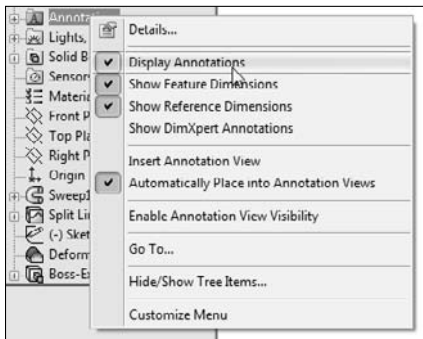 Annotatio
Details...
Lights,
Solid B
Display Annotations
Sensor
Show Feature Dimensions
Materia
Show Reference Dimensions
Front P
Show DimXpert Annotations
Top Pla
Right P
Insert Annotation View
Origin
Automatically Place into Annotation Views
Sweep1
Split Lin
Enable Annotation View Visibility
(-) Sket
Go To...
Deform
Boss-Ex
Hide/Show Tree Items...
Customize Menu